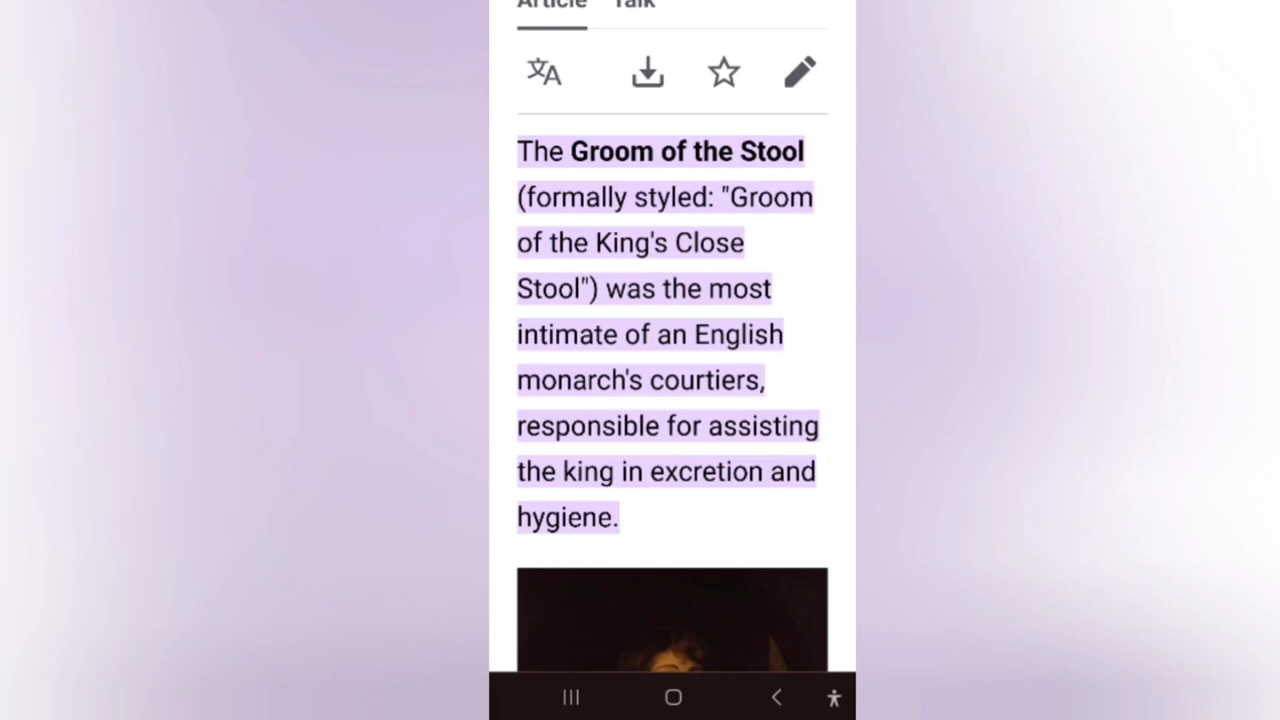 Article Talk
The Groom of the Stool
(formally styled: "Groom
of the King's Close
Stool") was the most
intimate of an English
monarch's courtiers,
responsible for assisting
the king in excretion and
hygiene.